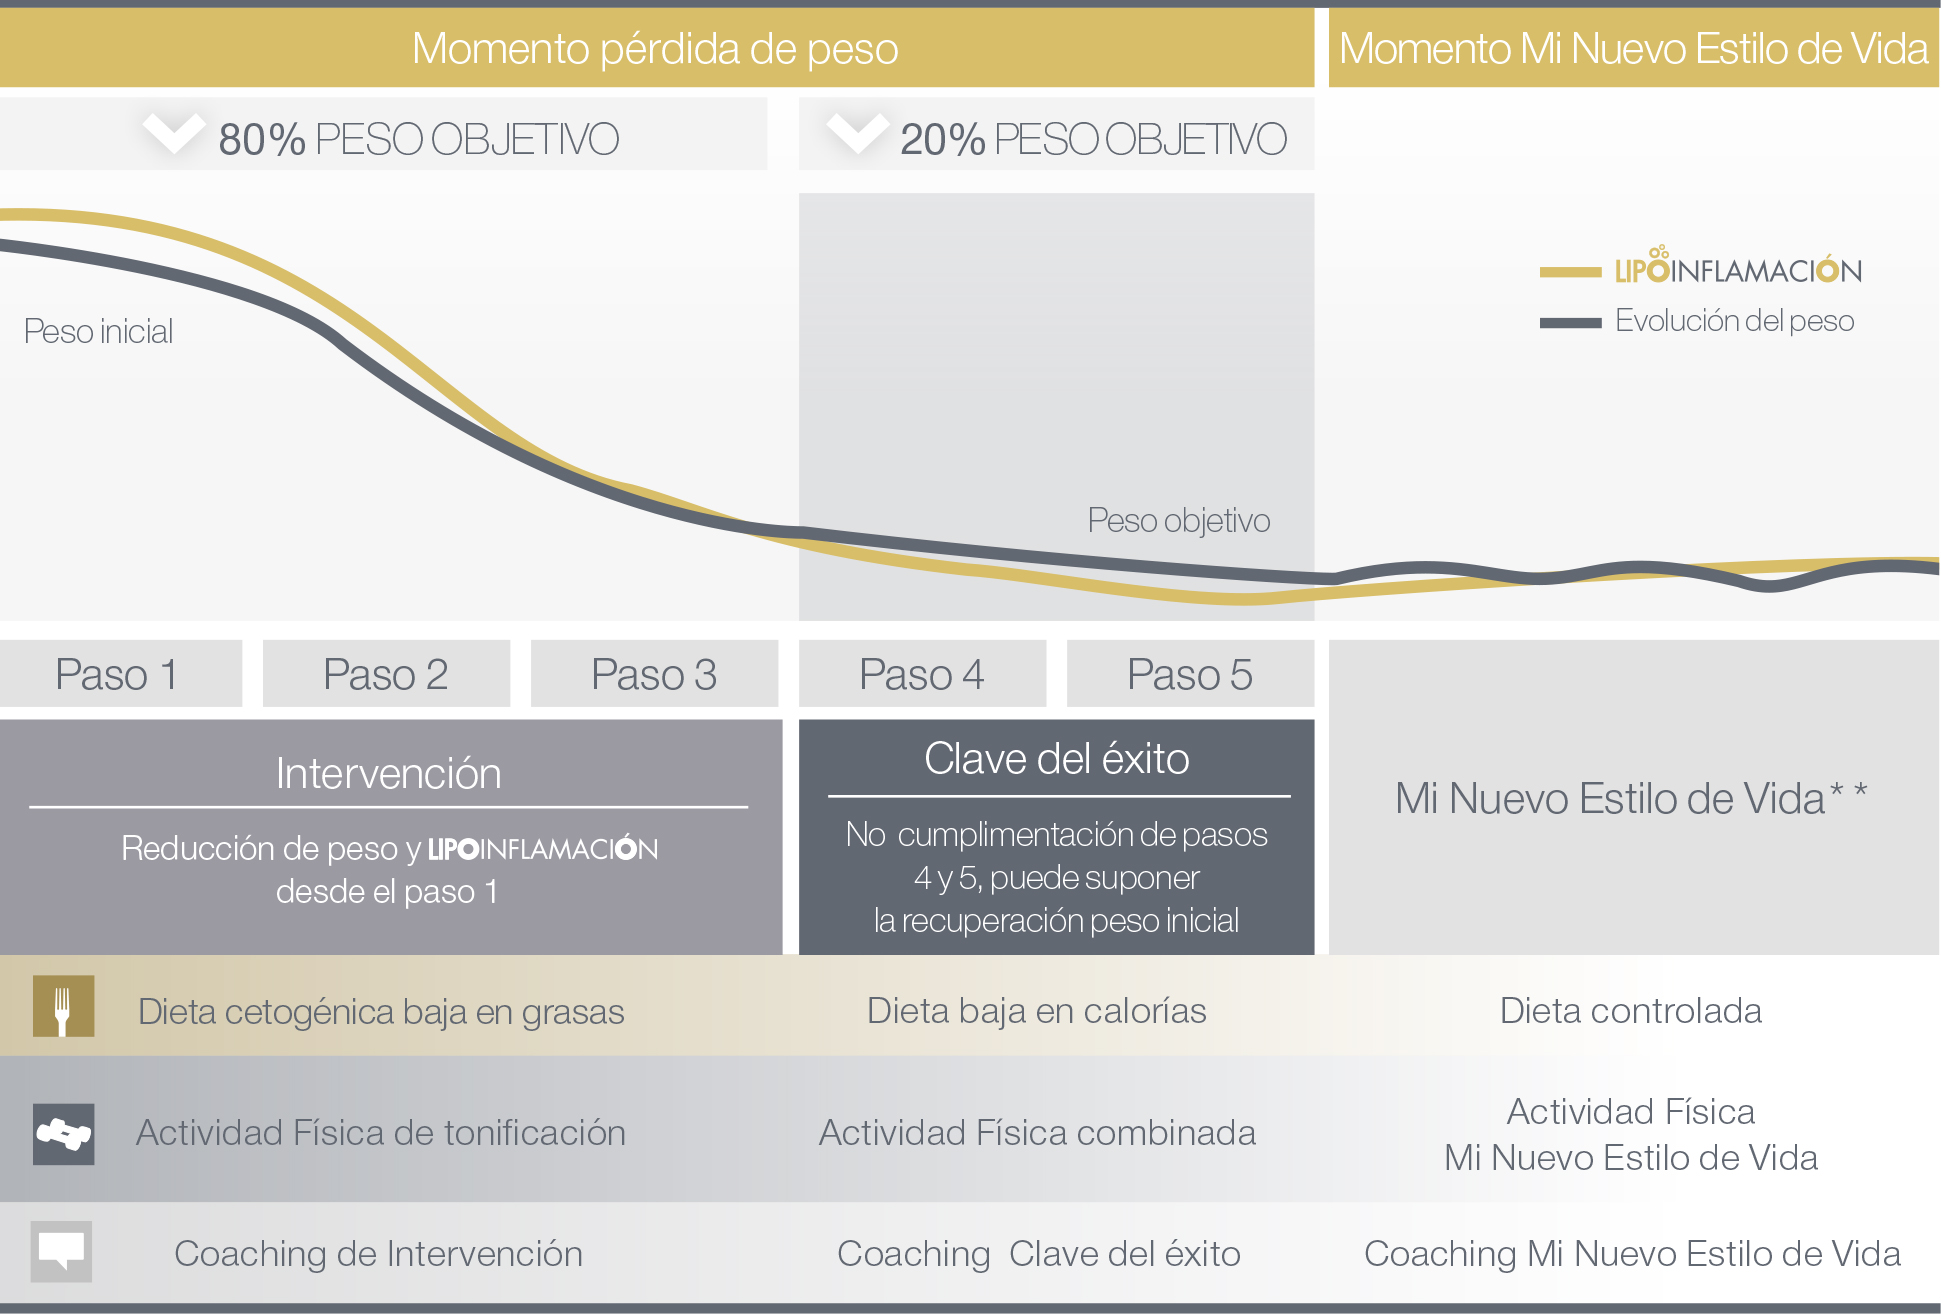 Momento pérdida de peso
Momento Mi Nuevo Estilo de Vida
80% PESO OBJETIVO
20% PESO OBJETIVO
LIPOINFLAMACIÓN
Evolución del peso
Peso inicial
Peso objetivo
Paso 1
Paso 2
Paso 3
Paso 4
Paso 5
Intervención
Reducción de peso y LIPOINFLAMACIÓN
desde el paso 1
Clave del éxito
No cumplimentación de pasos
4 y 5, puede suponer
la recuperación peso inicial
Mi Nuevo Estilo de Vida**
Dieta cetogénica baja en grasas
Dieta baja en calorías
Dieta controlada
Actividad Física de tonificación
Actividad Física combinada
Actividad Física
Mi Nuevo Estilo de Vida
Coaching de Intervención
Coaching Clave del éxito
Coaching Mi Nuevo Estilo de Vida